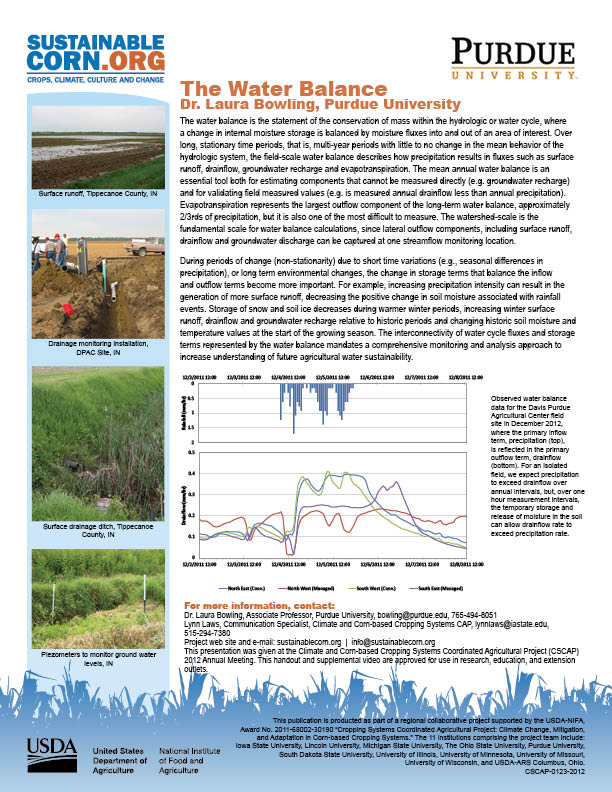 SUSTAINABLE
CORN.ORG
CROPS, CLIMATE, CULTURE AND CHANGE
PURDUE
UNIVERSITY
The Water Balance
Dr. Laura Bowling, Purdue University
The water balance is the statement of the conservation of mass within the hydrologic or water cycle, where
a change in internal moisture storage is balanced by moisture fluxes into and out of an area of interest. Over
long, stationary time periods, that is, multi-year periods with little to no change in the mean behavior of the
hydrologic system, the field-scale water balance describes how precipitation results in fluxes such as surface
runoff, drainflow, groundwater recharge and evapotranspiration. The mean annual water balance is an
essential tool both for estimating components that cannot be measured directly (e.g. groundwater recharge)
and for validating field measured values (e.g. is measured annual drainflow less than annual precipitation).
Evapotranspiration represents the largest outflow component of the long-term water balance, approximately
2/3rds of precipitation, but it is also one of the most difficult to measure. The watershed-scale is the
fundamental scale for water balance calculations, since lateral outflow components, including surface runoff,
drainflow and groundwater discharge can be captured at one streamflow monitoring location.
During periods of change (non-stationarity) due to short time variations (e.g., seasonal differences in
precipitation), or long term environmental changes, the change in storage terms that balance the inflow
and outflow terms become more important. For example, increasing precipitation intensity can result in the
generation of more surface runoff, decreasing the positive change in soil moisture associated with rainfall
events. Storage of snow and soil ice decreases during warmer winter periods, increasing winter surface
runoff, drainflow and groundwater recharge relative to historic periods and changing historic soil moisture and
temperature values at the start of the growing season. The interconnectivity of water cycle fluxes and storage
terms represented by the water balance mandates a comprehensive monitoring and analysis approach to
increase understanding of future agricultural water sustainability.
Surface runoff, Tippecanoe County, IN
Drainage monitoring installation,
DPAC Site, IN
Surface drainage ditch, Tippecanoe
County, IN
Piezometers to monitor ground water
levels, IN
12/2/2011 12:00 12/3/2011 12:00 12/4/2011 12:00 12/5/2011 12:00 12/6/2011 12:00 12/7/2011 12:00 12/8/2011 12:00
Rainfall (mm/hr)
0
0.5
1
1.5
2
Drainflow (mm/hr)
0.5
0.4
0.3
0.2
0.1
0
12/2/2011 12:00 12/3/2011 12:00 12/4/2011 12:00 12/5/2011 12:00 12/6/2011 12:00 12/7/2011 12:00 12/8/2011 12:00
North East (Conv.) North West (Managed) South West (Conv.) South East (Managed)
Observed water balance
data for the Davis Purdue
Agricultural Center field
site in December 2012,
where the primary inflow
term, precipitation (top),
is reflected in the primary
outflow term, drainflow
(bottom). For an isolated
field, we expect precipitation
to exceed drainflow over
annual intervals, but, over one
hour measurement intervals,
the temporary storage and
release of moisture in the soil
can allow drainflow rate to
exceed precipitation rate.
For more information, contact:
Dr. Laura Bowling, Associate Professor, Purdue University, bowling@purdue.edu, 765-494-8051
Lynn Laws, Communication Specialist, Climate and Corn-based Cropping Systems CAP, lynnlaws@iastate.edu,
515-294-7380
Project web site and e-mail: sustainablecorn.org | info@sustainablecorn.org
This presentation was given at the Climate and Corn-based Cropping Systems Coordinated Agricultural Project (CSCAP)
2012 Annual Meeting. This handout and supplemental video are approved for use in research, education, and extension
outlets.
This publication is producted as part of a regional collaborative project supported by the USDA-NIFA,
Award No. 2011-68002-30190 "Cropping Systems Coordinated Agricultural Project: Climate Change, Mitigation,
and Adaptation in Corn-based Cropping Systems." The 11 institutions comprising the project team include:
Iowa State University, Lincoln University, Michigan State University, The Ohio State University, Purdue University,
South Dakota State University, University of Illinois, University of Minnesota, University of Missouri,
University of Wisconsin, and USDA-ARS Columbus, Ohio.
CSCAP-0123-2012
USDA
United States
Department of
Agriculture
National Institute
of Food and
Agriculture